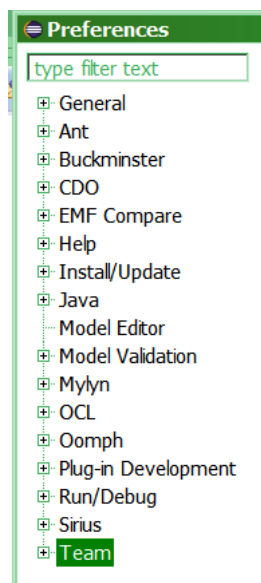 Preferences
type filter text
General
Ant
Buckminster
CDO
EMF Compare
Help
Install/Update
Java
Model Editor
Model Validation
Mylyn
OCL
Oomph
Plug-in Development
Run/Debug
Sirius
Team